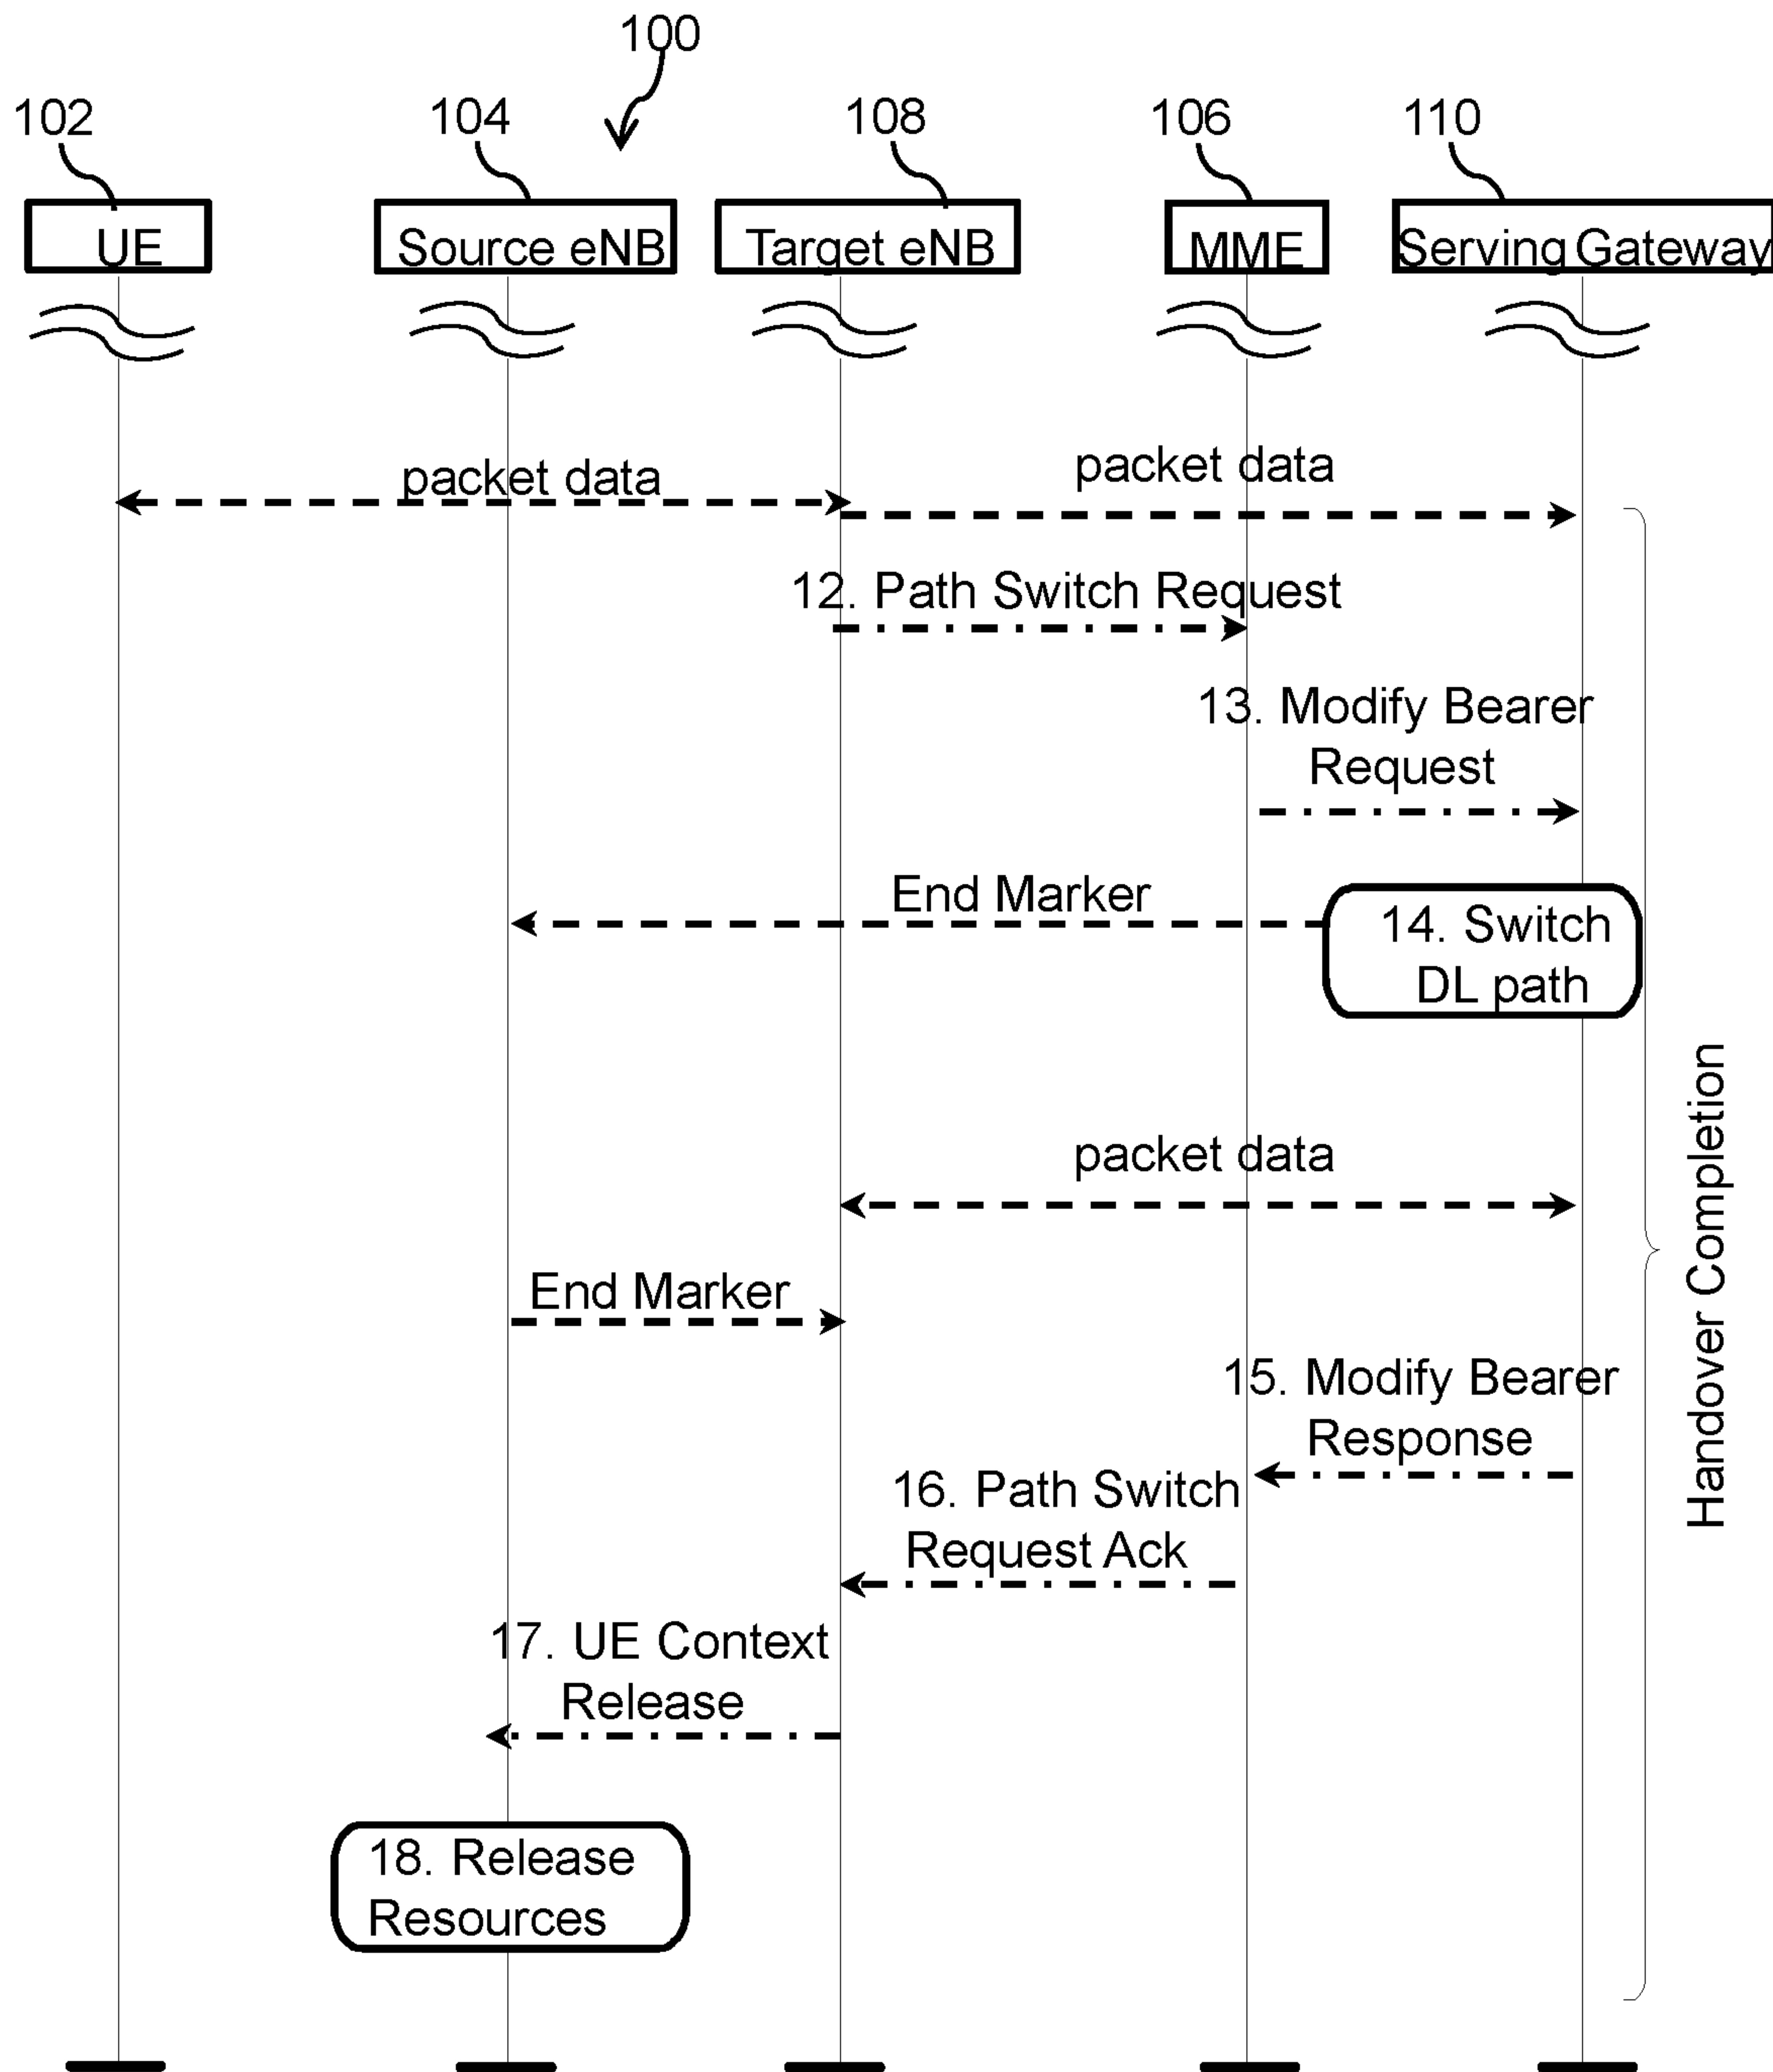 100
102
104
108
106
110
UE
Source eNB
Target eNB
MME
Serving Gateway
packet data
packet data
12. Path Switch Request
13. Modify Bearer
Request
End Marker
14. Switch
DL path
packet data
End Marker
15. Modify Bearer
Response
16. Path Switch
Request Ack
17. UE Context
Release
18. Release
Resources
Handover Completion